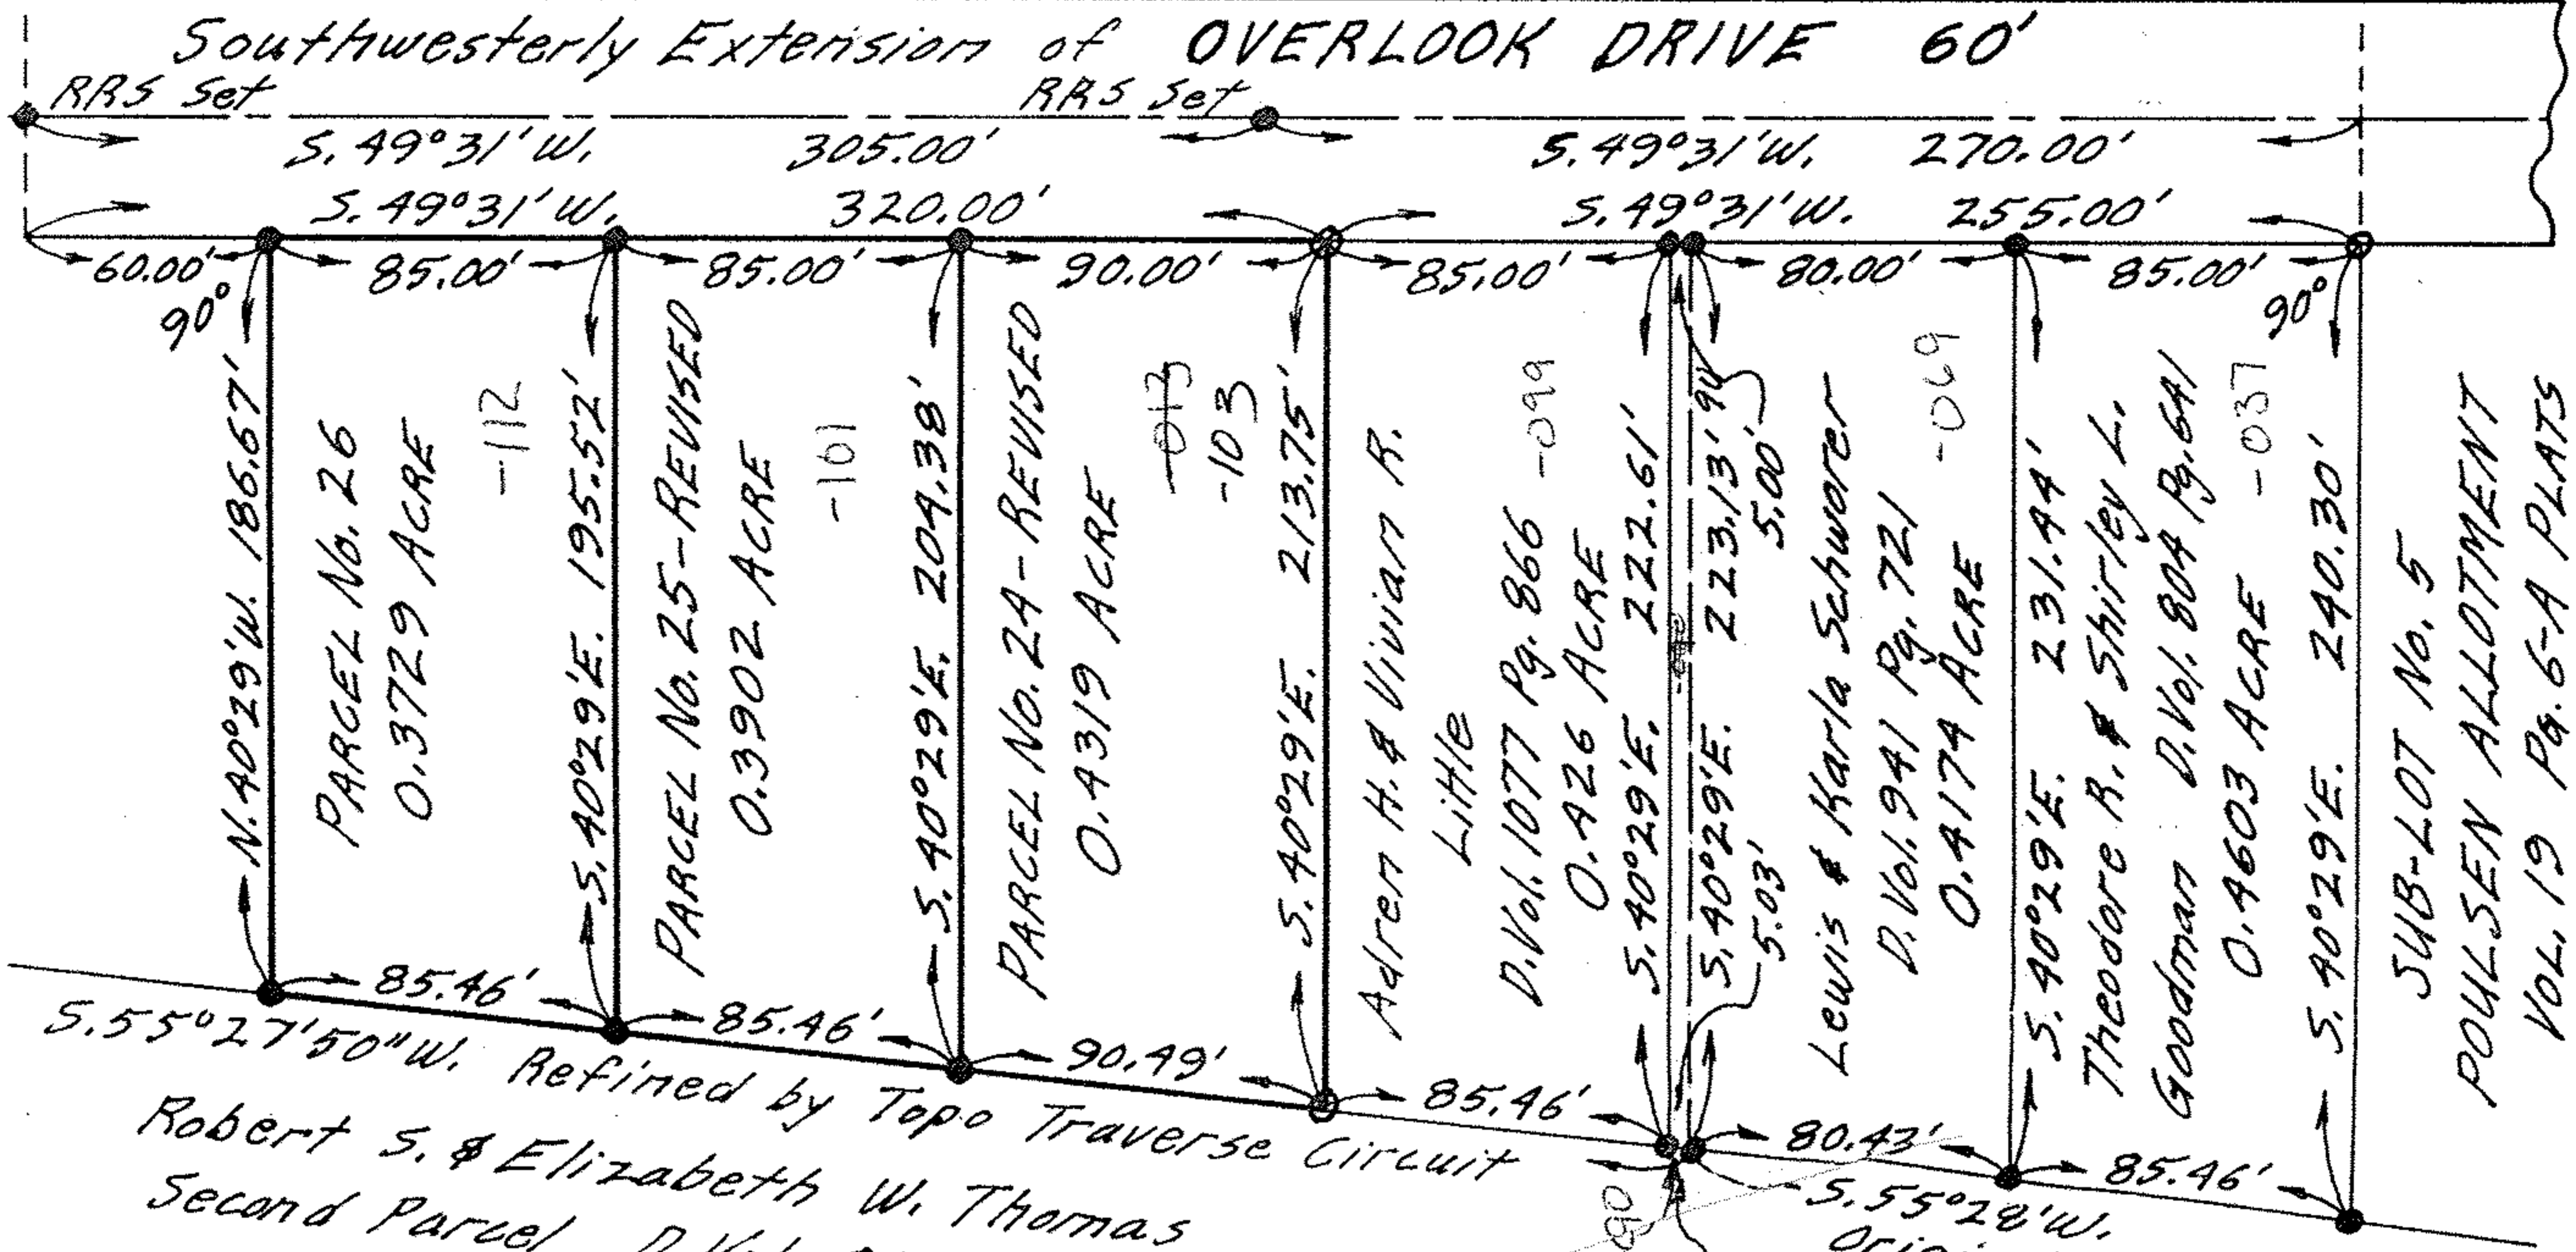 Southwesterly Extension of OVERLOOK DRIVE 60'
RRS Set
RRS Set
S. 49°31' W. 305.00'
S. 49°31' W. 270.00'
S. 49°31' W. 320.00'
S. 49°31' W. 255.00'
60.00'
85.00'
85.00'
90.00'
85.00'
80.00'
85.00'
90°
90°
N. 40°29' W. 186.67'
PARCEL No. 26
0.3729 ACRE
-112
S. 40°29' E. 195.52'
PARCEL No. 25-REVISED
0.3902 ACRE
-101
S. 40°29' E. 204.38'
PARCEL No. 24-REVISED
0.4319 ACRE
-013
-103
S. 40°29' E. 213.75'
Adren H. & Vivian R.
Little
D. Vol. 1077 Pg. 866
-099
0.426 ACRE
S. 40°29' E. 222.61'
S. 40°29' E. 223.13'
5.00'
5.03'
Lewis & Karla Schworer
D. Vol. 941 Pg. 721
-069
0.4174 ACRE
S. 40°29' E. 231.44'
Theodore R. & Shirley L.
Goodman D. Vol. 804 Pg. 641
0.4603 ACRE
-037
S. 40°29' E. 240.30'
SUB-LOT No. 5
POULSEN ALLOTMENT
VOL. 19 Pg. 6-A PLATS
85.46'
85.46'
90.49'
85.46'
80.43'
85.46'
S. 55°27'50" W. Refined by Topo Traverse Circuit
S. 55°28' W.
Robert S. & Elizabeth W. Thomas
Second Parcel